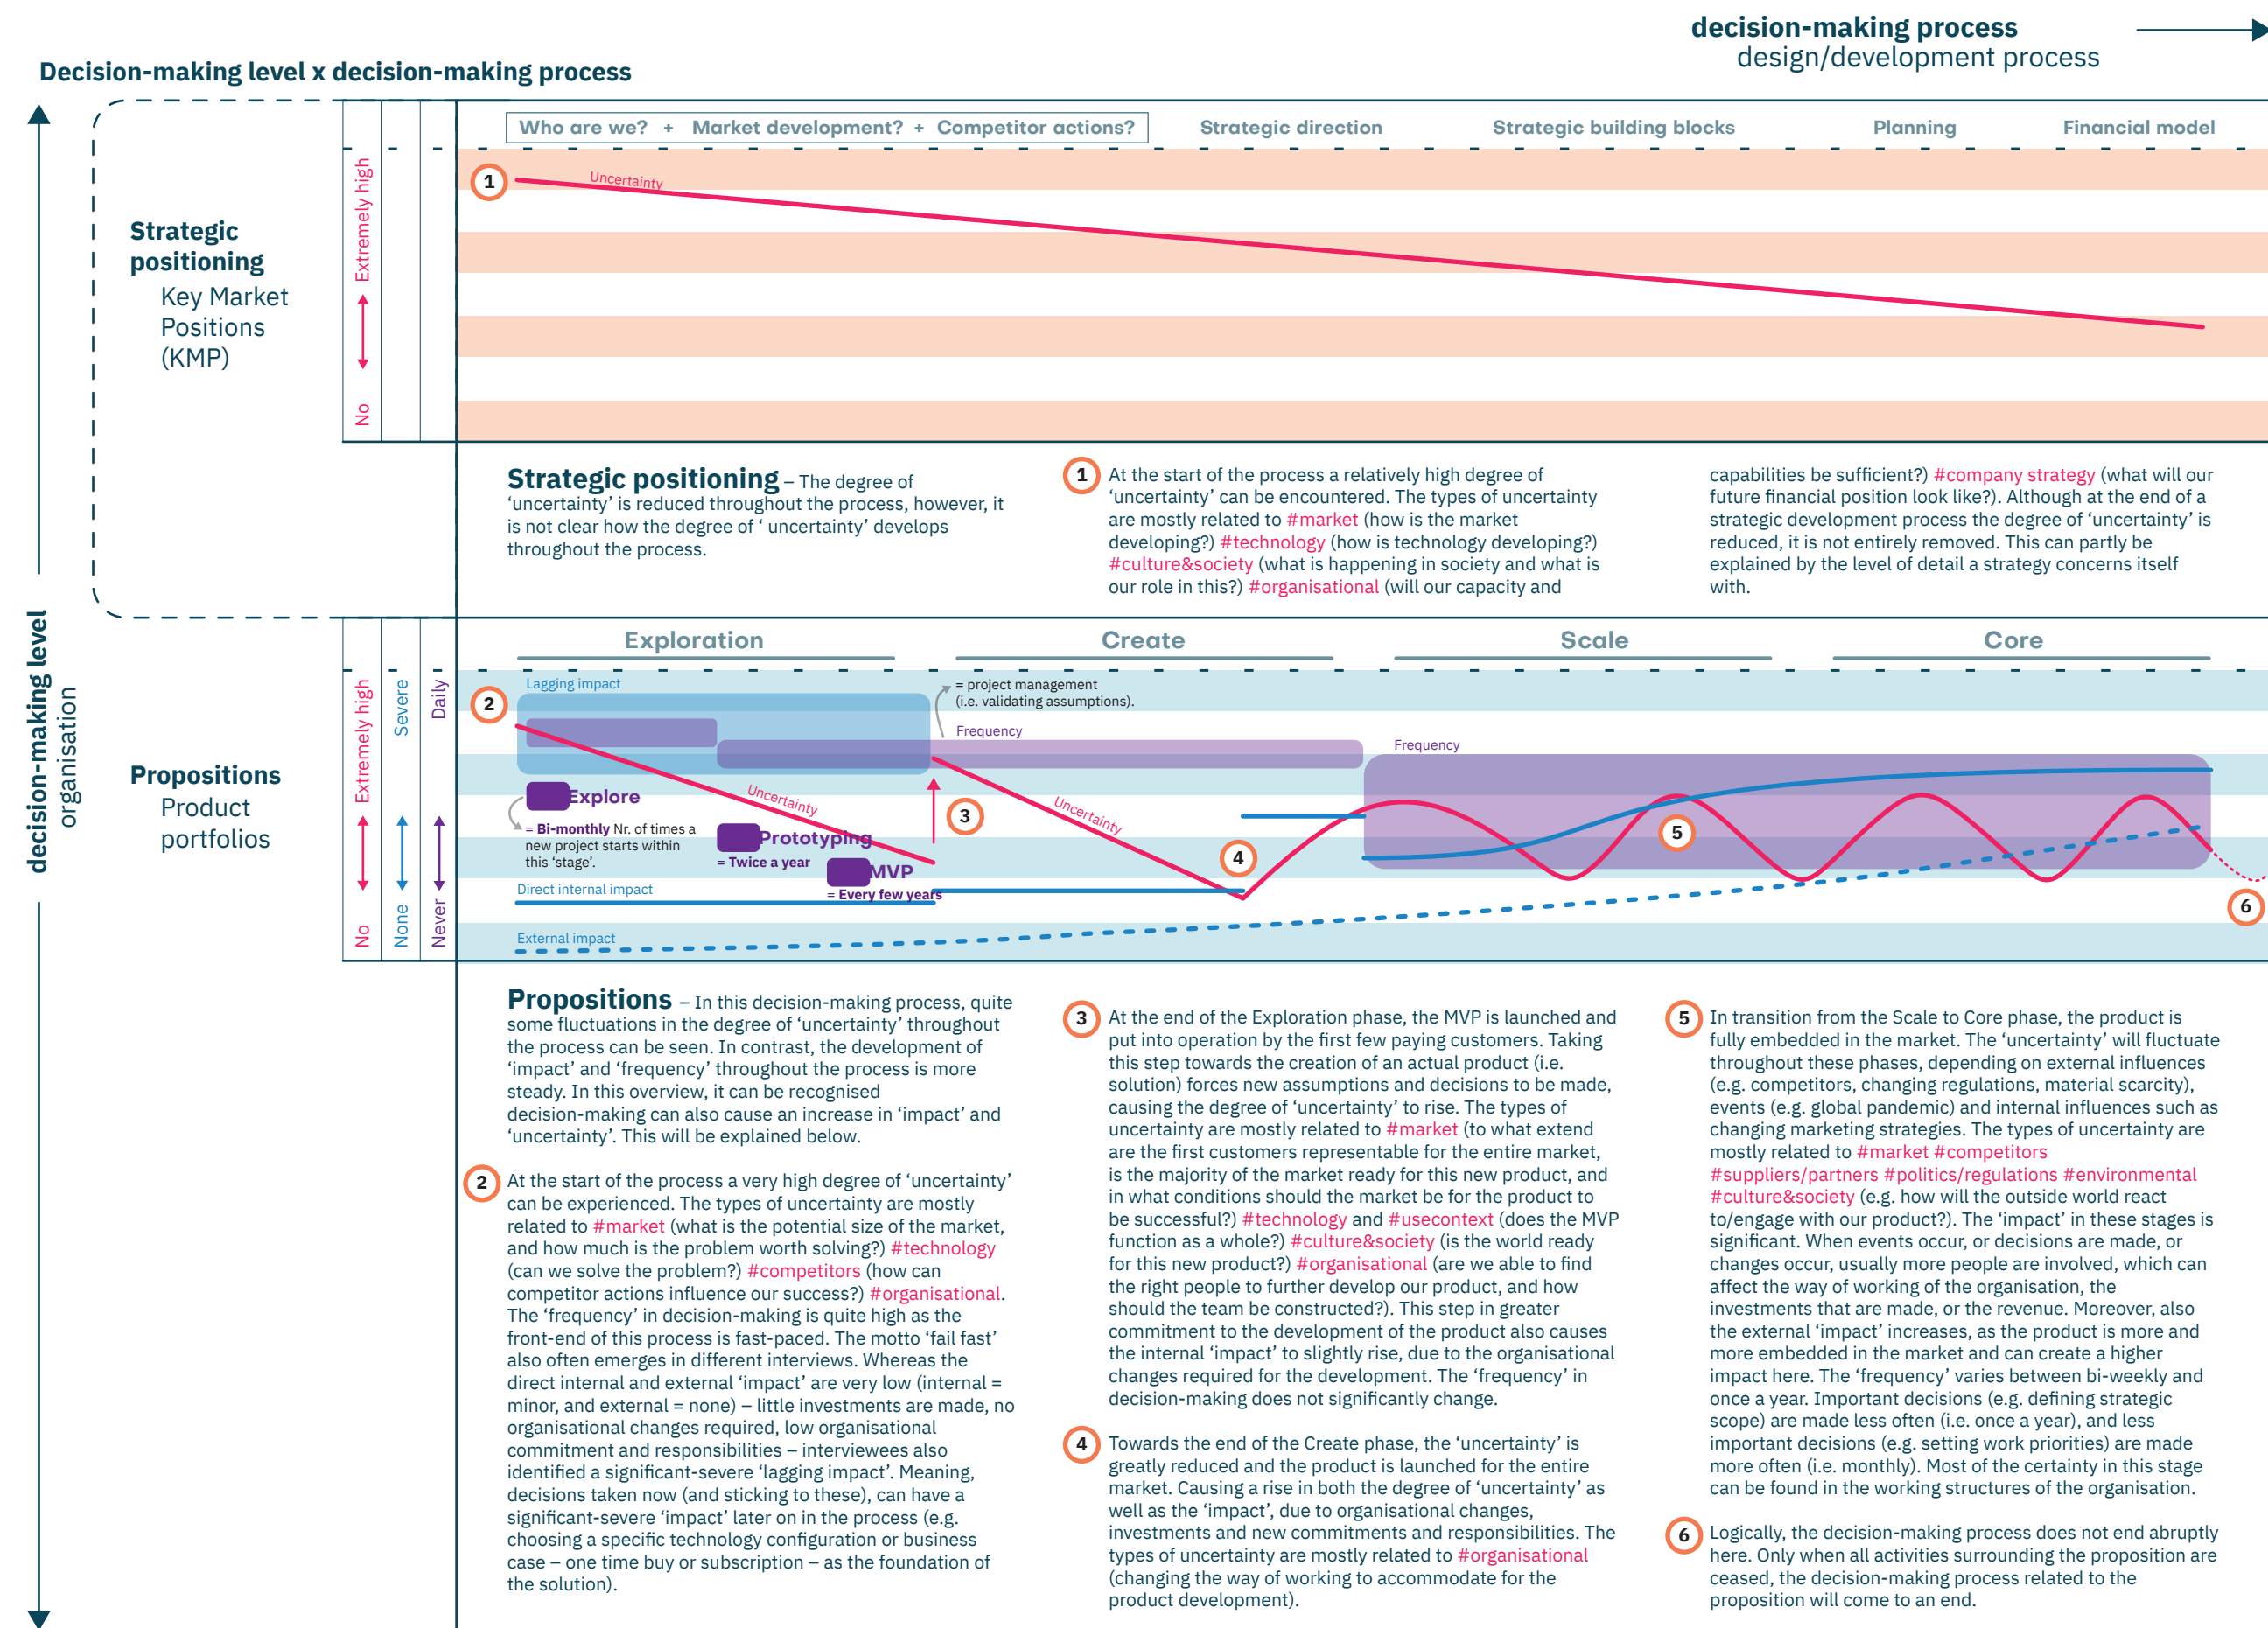 decision-making process
design/development process
Decision-making level x decision-making process
decision-making level
organisation
Who are we? + Market development? + Competitor actions?
Strategic direction
Strategic building blocks
Planning
Financial model
Strategic
positioning
Key Market
Positions
(KMP)
Extremely high
No
1
Uncertainty
Strategic positioning – The degree of
‘uncertainty’ is reduced throughout the process, however, it
is not clear how the degree of ‘ uncertainty’ develops
throughout the process.
1
At the start of the process a relatively high degree of
‘uncertainty’ can be encountered. The types of uncertainty
are mostly related to #market (how is the market
developing?) #technology (how is technology developing?)
#culture&society (what is happening in society and what is
our role in this?) #organisational (will our capacity and
capabilities be sufficient?) #company strategy (what will our
future financial position look like?). Although at the end of a
strategic development process the degree of ‘uncertainty’ is
reduced, it is not entirely removed. This can partly be
explained by the level of detail a strategy concerns itself
with.
Exploration
Create
Scale
Core
Propositions
Product
portfolios
Extremely high
No
Severe
None
Daily
Never
2
Lagging impact
= project management
(i.e. validating assumptions).
Frequency
Frequency
Explore
= Bi-monthly Nr. of times a
new project starts within
this ‘stage’.
Uncertainty
Prototyping
= Twice a year
MVP
= Every few years
3
Uncertainty
4
5
6
Direct internal impact
External impact
Propositions – In this decision-making process, quite
some fluctuations in the degree of ‘uncertainty’ throughout
the process can be seen. In contrast, the development of
‘impact’ and ‘frequency’ throughout the process is more
steady. In this overview, it can be recognised
decision-making can also cause an increase in ‘impact’ and
‘uncertainty’. This will be explained below.
2
At the start of the process a very high degree of ‘uncertainty’
can be experienced. The types of uncertainty are mostly
related to #market (what is the potential size of the market,
and how much is the problem worth solving?) #technology
(can we solve the problem?) #competitors (how can
competitor actions influence our success?) #organisational.
The ‘frequency’ in decision-making is quite high as the
front-end of this process is fast-paced. The motto ‘fail fast’
also often emerges in different interviews. Whereas the
direct internal and external ‘impact’ are very low (internal =
minor, and external = none) – little investments are made, no
organisational changes required, low organisational
commitment and responsibilities – interviewees also
identified a significant-severe ‘lagging impact’. Meaning,
decisions taken now (and sticking to these), can have a
significant-severe ‘impact’ later on in the process (e.g.
choosing a specific technology configuration or business
case – one time buy or subscription – as the foundation of
the solution).
3
At the end of the Exploration phase, the MVP is launched and
put into operation by the first few paying customers. Taking
this step towards the creation of an actual product (i.e.
solution) forces new assumptions and decisions to be made,
causing the degree of ‘uncertainty’ to rise. The types of
uncertainty are mostly related to #market (to what extend
are the first customers representable for the entire market,
is the majority of the market ready for this new product, and
in what conditions should the market be for the product to
be successful?) #technology and #usecontext (does the MVP
function as a whole?) #culture&society (is the world ready
for this new product?) #organisational (are we able to find
the right people to further develop our product, and how
should the team be constructed?). This step in greater
commitment to the development of the product also causes
the internal ‘impact’ to slightly rise, due to the organisational
changes required for the development. The ‘frequency’ in
decision-making does not significantly change.
4
Towards the end of the Create phase, the ‘uncertainty’ is
greatly reduced and the product is launched for the entire
market. Causing a rise in both the degree of ‘uncertainty’ as
well as the ‘impact’, due to organisational changes,
investments and new commitments and responsibilities. The
types of uncertainty are mostly related to #organisational
(changing the way of working to accommodate for the
product development).
5
In transition from the Scale to Core phase, the product is
fully embedded in the market. The ‘uncertainty’ will fluctuate
throughout these phases, depending on external influences
(e.g. competitors, changing regulations, material scarcity),
events (e.g. global pandemic) and internal influences such as
changing marketing strategies. The types of uncertainty are
mostly related to #market #competitors
#suppliers/partners #politics/regulations #environmental
#culture&society (e.g. how will the outside world react
to/engage with our product?). The ‘impact’ in these stages is
significant. When events occur, or decisions are made, or
changes occur, usually more people are involved, which can
affect the way of working of the organisation, the
investments that are made, or the revenue. Moreover, also
the external ‘impact’ increases, as the product is more and
more embedded in the market and can create a higher
impact here. The ‘frequency’ varies between bi-weekly and
once a year. Important decisions (e.g. defining strategic
scope) are made less often (i.e. once a year), and less
important decisions (e.g. setting work priorities) are made
more often (i.e. monthly). Most of the certainty in this stage
can be found in the working structures of the organisation.
6
Logically, the decision-making process does not end abruptly
here. Only when all activities surrounding the proposition are
ceased, the decision-making process related to the
proposition will come to an end.